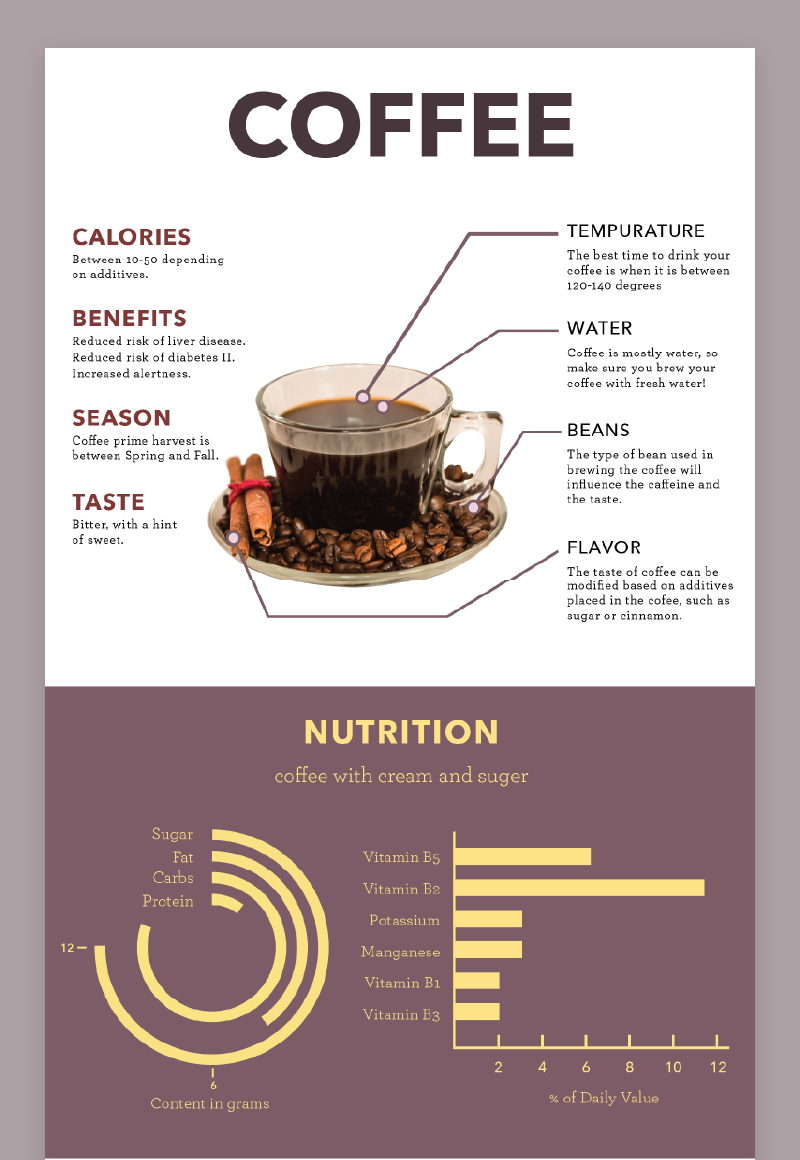 COFFEE
CALORIES
Between 10-50 depending
on additives.
BENEFITS
Reduced risk of liver disease.
Reduced risk of diabetes II.
Increased alertness.
SEASON
Coffee prime harvest is
between Spring and Fall.
TASTE
Bitter, with a hint
of sweet.
TEMPURATURE
The best time to drink your
coffee is when it is between
120-140 degrees
WATER
Coffee is mostly water, so
make sure you brew your
coffee with fresh water!
BEANS
The type of bean used in
brewing the coffee will
influence the caffeine and
the taste.
FLAVOR
The taste of coffee can be
modified based on additives
placed in the cofee, such as
sugar or cinnamon.
NUTRITION
coffee with cream and suger
Sugar
Fat
Carbs
Protein
12
6
Content in grams
Vitamin B5
Vitamin B2
Potassium
Manganese
Vitamin B1
Vitamin B3
2 4 6 8 10 12
% of Daily Value